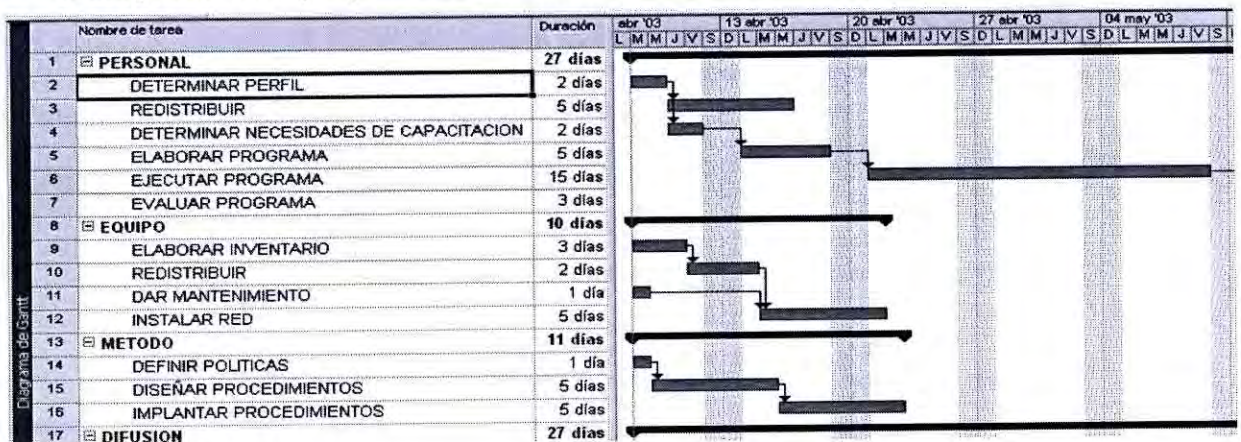 Nombre de tarea Duración abr '03 13 abr '03 20 abr '03 27 abr '03 04 may '03
L M M J V S D L M M J V S D L M M J V S D L M M J V S D L M M J V S
1 PERSONAL 27 días
2 DETERMINAR PERFIL 2 días
3 REDISTRIBUIR 5 días
4 DETERMINAR NECESIDADES DE CAPACITACION 2 días
5 ELABORAR PROGRAMA 5 días
6 EJECUTAR PROGRAMA 15 días
7 EVALUAR PROGRAMA 3 días
8 EQUIPO 10 días
9 ELABORAR INVENTARIO 3 días
10 REDISTRIBUIR 2 días
11 DAR MANTENIMIENTO 1 día
12 INSTALAR RED 5 días
13 METODO 11 días
14 DEFINIR POLITICAS 1 día
15 DISEÑAR PROCEDIMIENTOS 5 días
16 IMPLANTAR PROCEDIMIENTOS 5 días
17 DIFUSION 27 días
Diagrama de Gantt